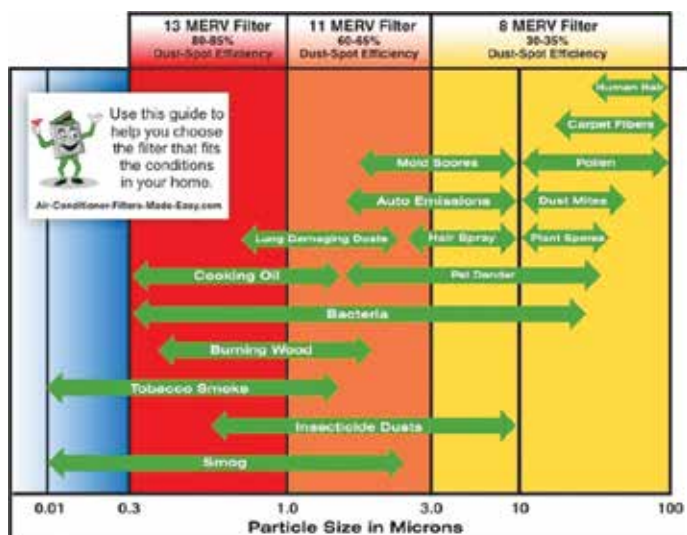 13 MERV Filter
80-85%
Dust-Spot Efficiency
11 MERV Filter
60-65%
Dust-Spot Efficiency
8 MERV Filter
30-35%
Dust-Spot Efficiency
Use this guide to
help you choose
the filter that fits
the conditions
in your home.
Air-Conditioner-Filters-Made-Easy.com
Human Hair
Carpet Fibers
Mold Spores
Pollen
Auto Emissions
Dust Mites
Lung Damaging Dusts
Hair Spray
Plant Spores
Cooking Oil
Pet Dander
Bacteria
Burning Wood
Tobacco Smoke
Insecticide Dusts
Smog
0.01 0.3 1.0 3.0 10 100
Particle Size in Microns